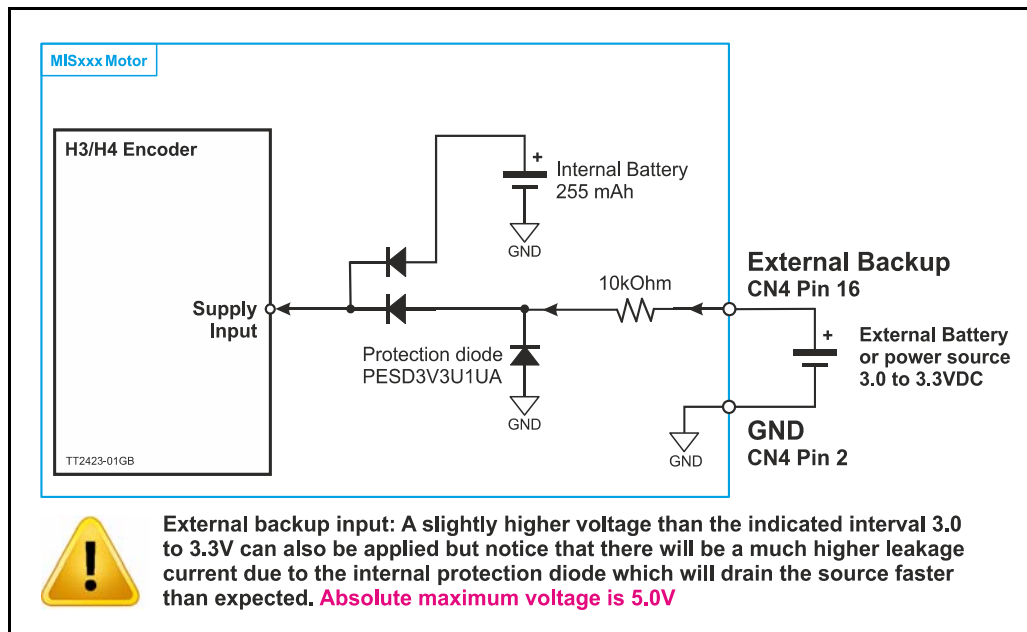 MISxxx Motor
H3/H4 Encoder
+
Internal Battery
255 mAh
GND
Supply
Input
10kOhm
External Backup
CN4 Pin 16
+
External Battery
or power source
3.0 to 3.3VDC
Protection diode
PESD3V3U1UA
GND
GND
GND
CN4 Pin 2
TT2423-01GB
!
External backup input: A slightly higher voltage than the indicated interval 3.0
to 3.3V can also be applied but notice that there will be a much higher leakage
current due to the internal protection diode which will drain the source faster
than expected. Absolute maximum voltage is 5.0V